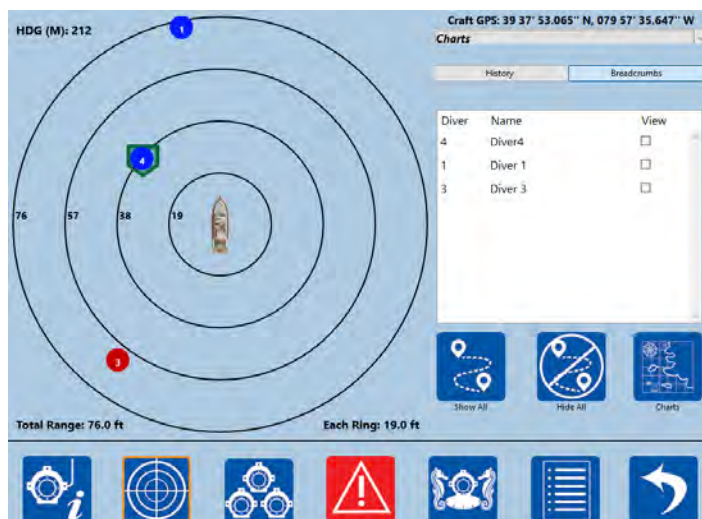 HDG (M): 212
1
4
76 57 38 19
3
Total Range: 76.0 ft
Each Ring: 19.0 ft
Craft GPS: 39 37' 53.065" N, 079 57' 35.647" W
Charts
History Breadcrumbs
Diver Name View
4 Diver4
1 Diver 1
3 Diver 3
Show All Hide All Charts
i